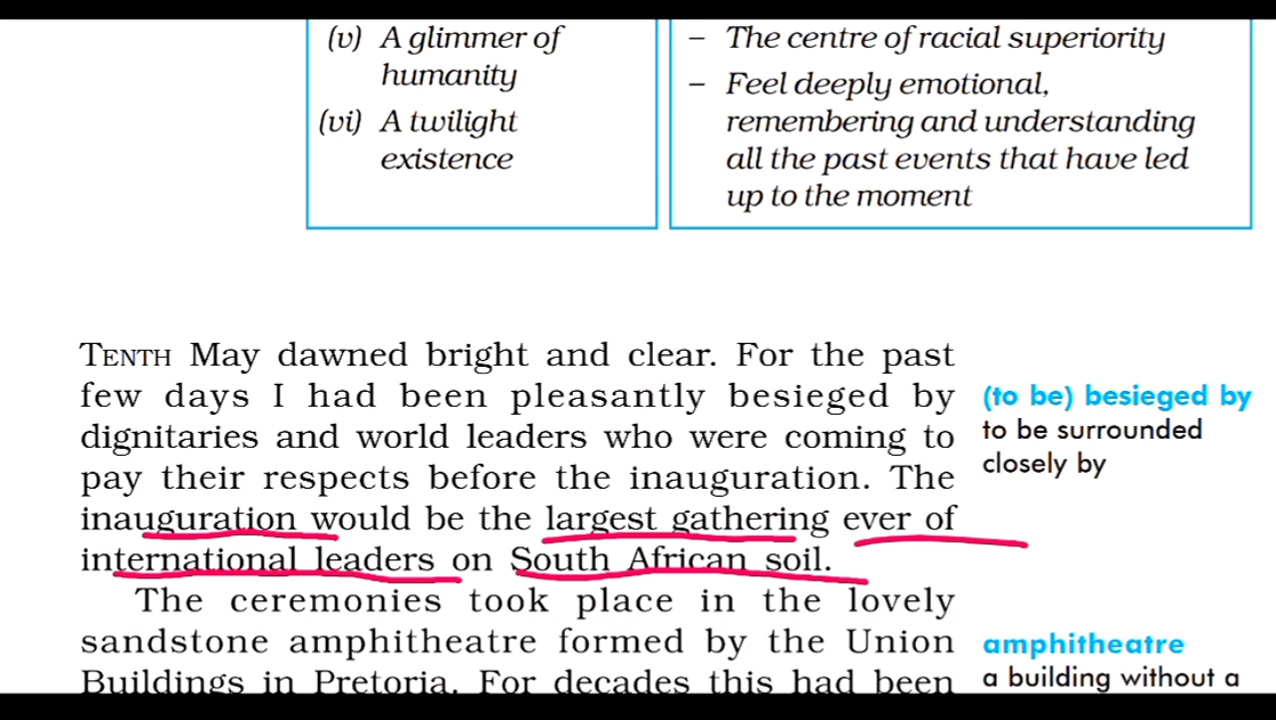 (v) A glimmer of
humanity
(vi) A twilight
existence
– The centre of racial superiority
– Feel deeply emotional,
remembering and understanding
all the past events that have led
up to the moment
TENTH May dawned bright and clear. For the past
few days I had been pleasantly besieged by
dignitaries and world leaders who were coming to
pay their respects before the inauguration. The
inauguration would be the largest gathering ever of
international leaders on South African soil.
The ceremonies took place in the lovely
sandstone amphitheatre formed by the Union
Buildings in Pretoria. For decades this had been
(to be) besieged by
to be surrounded
closely by
amphitheatre
a building without a